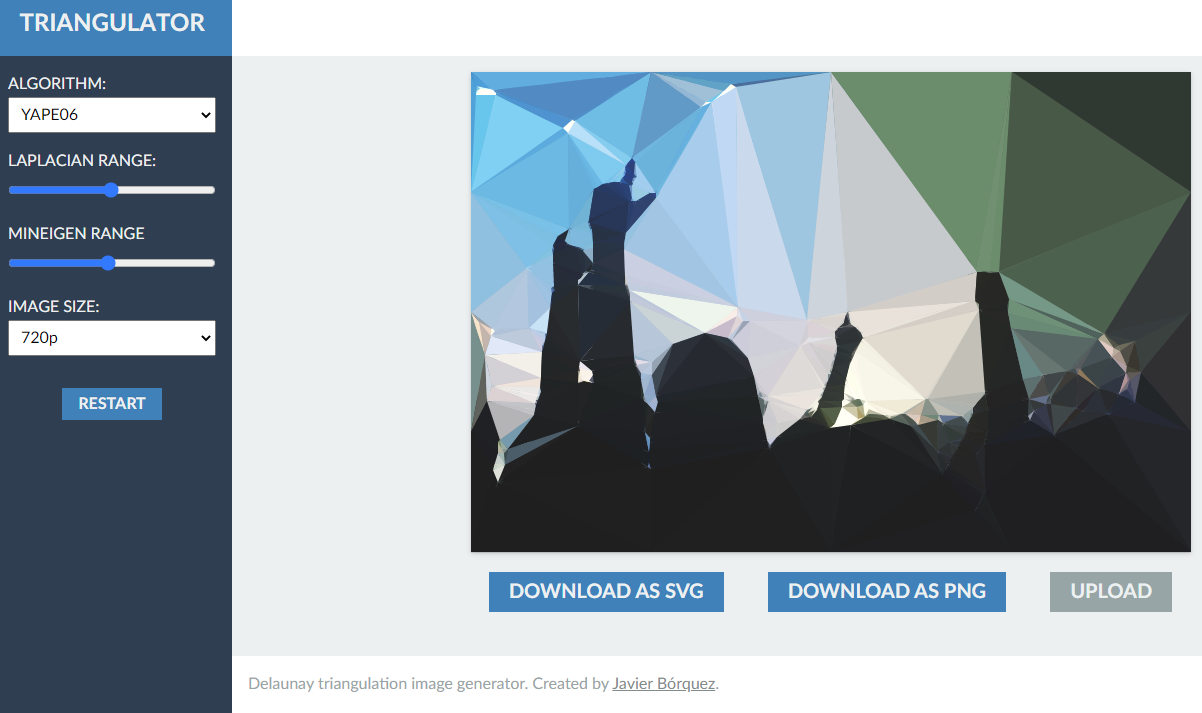 TRIANGULATOR
ALGORITHM:
YAPE06
LAPLACIAN RANGE:
MINEIGEN RANGE
IMAGE SIZE:
720p
RESTART
DOWNLOAD AS SVG
DOWNLOAD AS PNG
UPLOAD
Delaunay triangulation image generator. Created by Javier Bórquez.